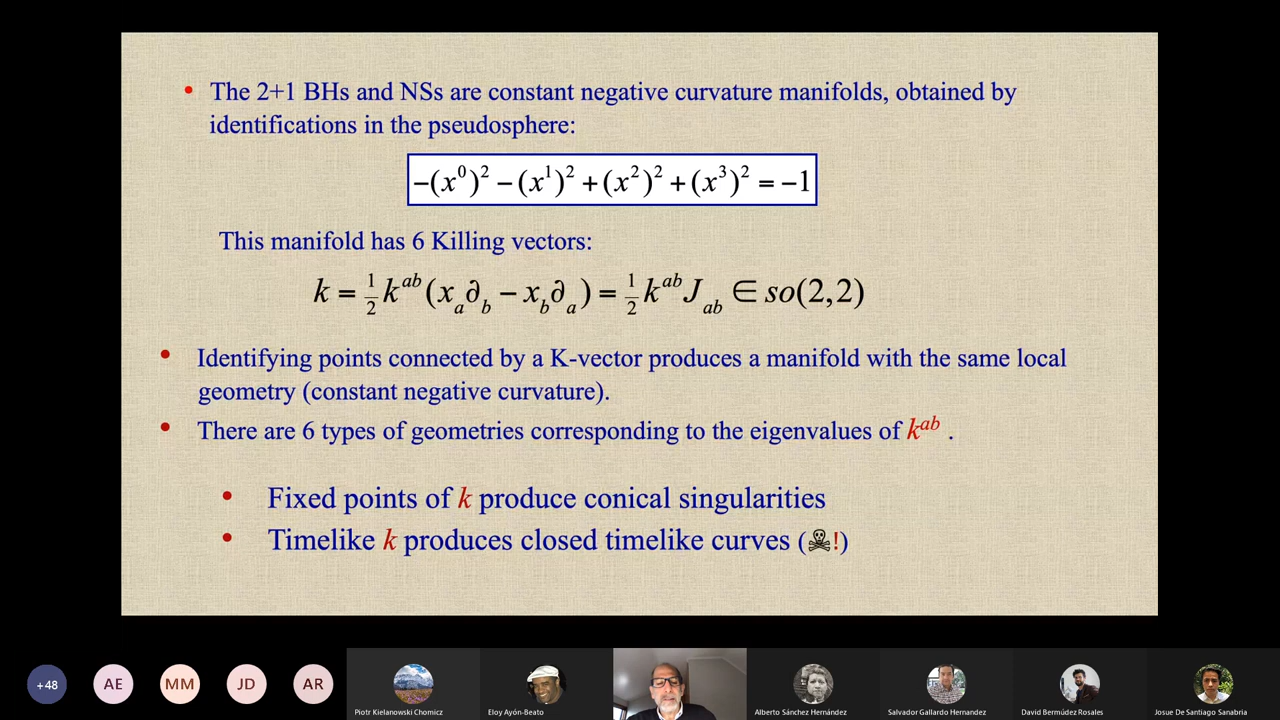 • The 2+1 BHs and NSs are constant negative curvature manifolds, obtained by
identifications in the pseudosphere:
−(x⁰)² − (x¹)² + (x²)² + (x³)² = −1
This manifold has 6 Killing vectors:
k = ½ kᵃᵇ(xₐ∂_b − x_b∂ₐ) = ½ kᵃᵇ J_ab ∈ so(2,2)
• Identifying points connected by a K-vector produces a manifold with the same local
geometry (constant negative curvature).
• There are 6 types of geometries corresponding to the eigenvalues of kᵃᵇ .
• Fixed points of k produce conical singularities
• Timelike k produces closed timelike curves (☠!)
+48
AE
MM
JD
AR
Piotr Kielanowski Chomicz
Eloy Ayón-Beato
Alberto Sánchez Hernández
Salvador Gallardo Hernandez
David Bermúdez Rosales
Josue De Santiago Sanabria